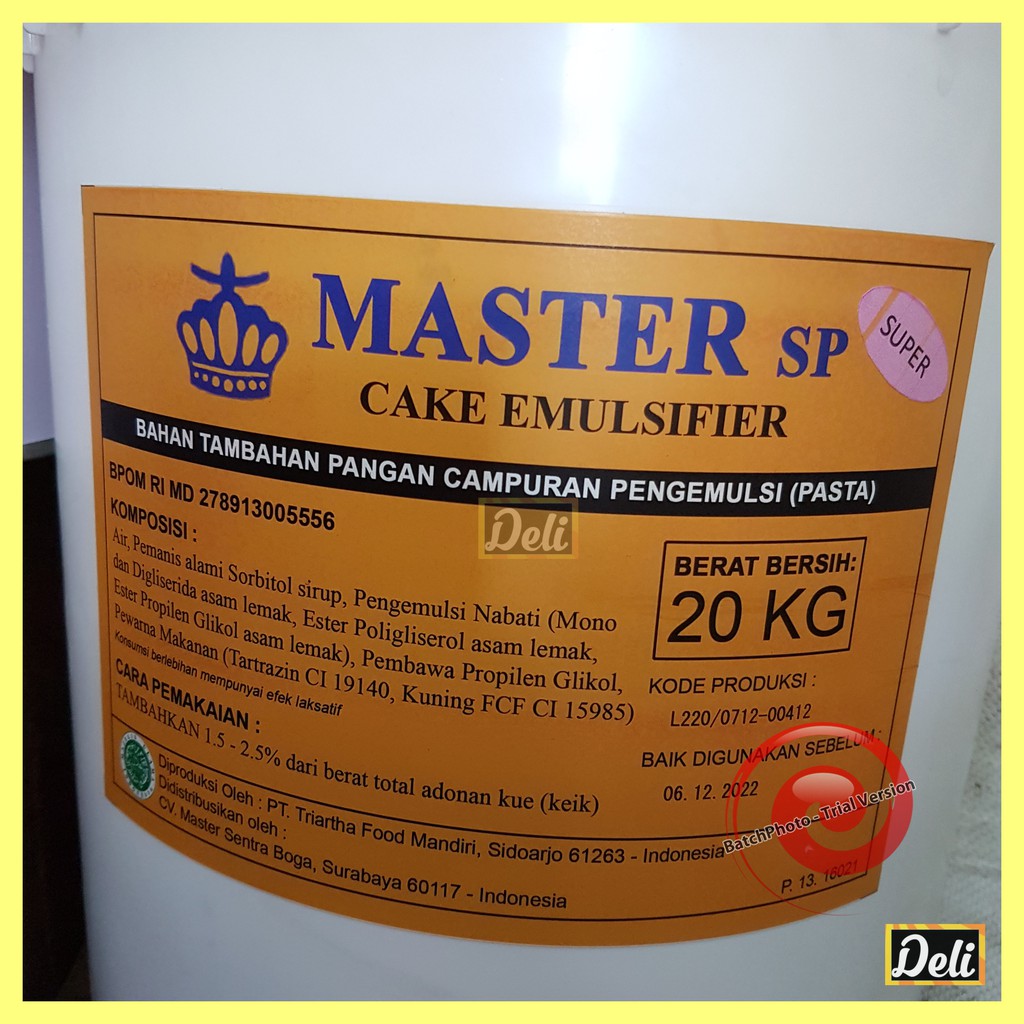 MASTER SP
SUPER
CAKE EMULSIFIER
BAHAN TAMBAHAN PANGAN CAMPURAN PENGEMULSI (PASTA)
BPOM RI MD 278913005556
KOMPOSISI :
Air, Pemanis alami Sorbitol sirup, Pengemulsi Nabati (Mono
dan Digliserida asam lemak, Ester Poligliserol asam lemak,
Ester Propilen Glikol asam lemak), Pembawa Propilen Glikol,
Pewarna Makanan (Tartrazin CI 19140, Kuning FCF CI 15985)
Konsumsi berlebihan mempunyai efek laksatif
CARA PEMAKAIAN :
TAMBAHKAN 1.5 - 2.5% dari berat total adonan kue (keik)
Deli
BERAT BERSIH:
20 KG
KODE PRODUKSI :
L220/0712-00412
BAIK DIGUNAKAN SEBELUM :
06. 12. 2022
BatchPhoto - Trial Version
Diproduksi Oleh : PT. Triartha Food Mandiri, Sidoarjo 61263 - Indonesia
Didistribusikan oleh :
CV. Master Sentra Boga, Surabaya 60117 - Indonesia
P. 13. 16021
Deli